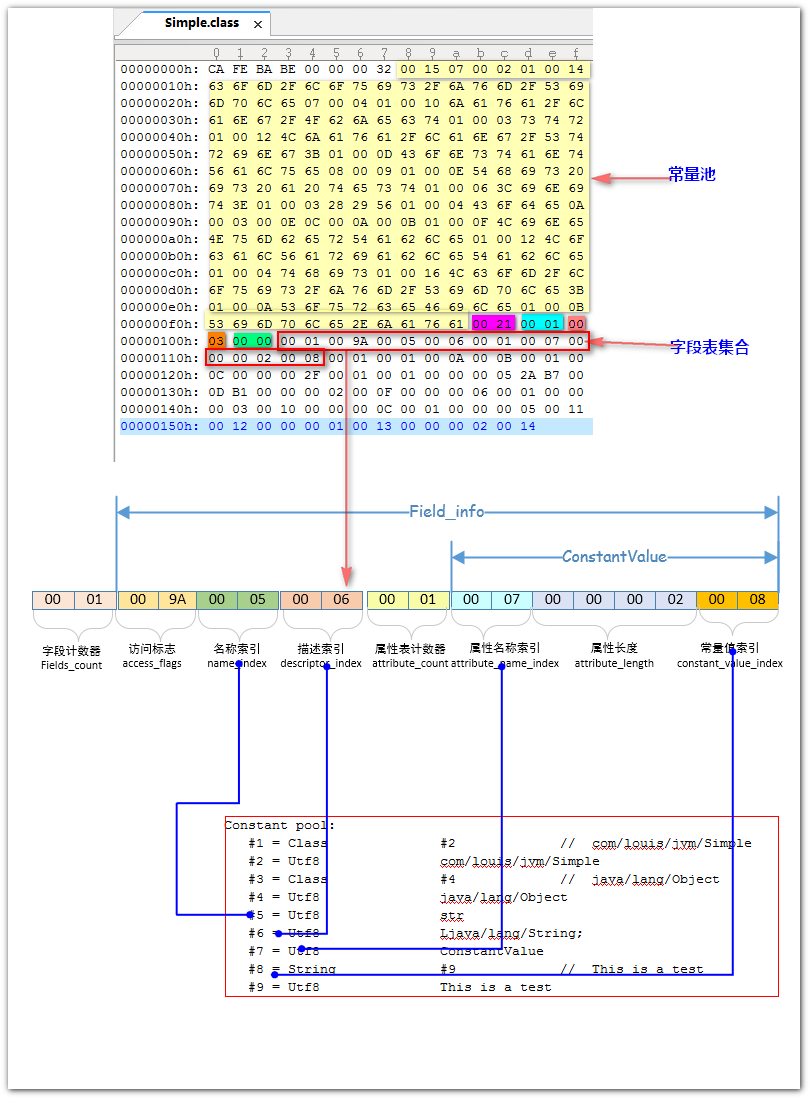 Simple.class ×
0 1 2 3 4 5 6 7 8 9 a b c d e f
00000000h: CA FE BA BE 00 00 00 32 00 15 07 00 02 01 00 14
00000010h: 63 6F 6D 2F 6C 6F 75 69 73 2F 6A 76 6D 2F 53 69
00000020h: 6D 70 6C 65 07 00 04 01 00 10 6A 61 76 61 2F 6C
00000030h: 61 6E 67 2F 4F 62 6A 65 63 74 01 00 03 73 74 72
00000040h: 01 00 12 4C 6A 61 76 61 2F 6C 61 6E 67 2F 53 74
00000050h: 72 69 6E 67 3B 01 00 0D 43 6F 6E 73 74 61 6E 74
00000060h: 56 61 6C 75 65 08 00 09 01 00 0E 54 68 69 73 20
常量池
00000070h: 69 73 20 61 20 74 65 73 74 01 00 06 3C 69 6E 69
00000080h: 74 3E 01 00 03 28 29 56 01 00 04 43 6F 64 65 0A
00000090h: 00 03 00 0E 0C 00 0A 00 0B 01 00 0F 4C 69 6E 65
000000a0h: 4E 75 6D 62 65 72 54 61 62 6C 65 01 00 12 4C 6F
000000b0h: 63 61 6C 56 61 72 69 61 62 6C 65 54 61 62 6C 65
000000c0h: 01 00 04 74 68 69 73 01 00 16 4C 63 6F 6D 2F 6C
000000d0h: 6F 75 69 73 2F 6A 76 6D 2F 53 69 6D 70 6C 65 3B
000000e0h: 01 00 0A 53 6F 75 72 63 65 46 69 6C 65 01 00 0B
000000f0h: 53 69 6D 70 6C 65 2E 6A 61 76 61 00 21 00 01 00
00000100h: 03 00 00 00 01 00 9A 00 05 00 06 00 01 00 07 00
字段表集合
00000110h: 00 00 02 00 08 00 01 00 01 00 0A 00 0B 00 01 00
00000120h: 0C 00 00 00 2F 00 01 00 01 00 00 00 05 2A B7 00
00000130h: 0D B1 00 00 00 02 00 0F 00 00 00 06 00 01 00 00
00000140h: 00 03 00 10 00 00 00 0C 00 01 00 00 00 05 00 11
00000150h: 00 12 00 00 00 01 00 13 00 00 00 02 00 14
Field_info
ConstantValue
00 01 00 9A 00 05 00 06 00 01 00 07 00 00 00 02 00 08
字段计数器 访问标志 名称索引 描述索引 属性表计数器 属性名称索引 属性长度 常量值索引
Fields_count access_flags name_index descriptor_index attribute_count attribute_name_index attribute_length constant_value_index
Constant pool:
#1 = Class #2 // com/louis/jvm/Simple
#2 = Utf8 com/louis/jvm/Simple
#3 = Class #4 // java/lang/Object
#4 = Utf8 java/lang/Object
#5 = Utf8 str
#6 = Utf8 Ljava/lang/String;
#7 = Utf8 ConstantValue
#8 = String #9 // This is a test
#9 = Utf8 This is a test